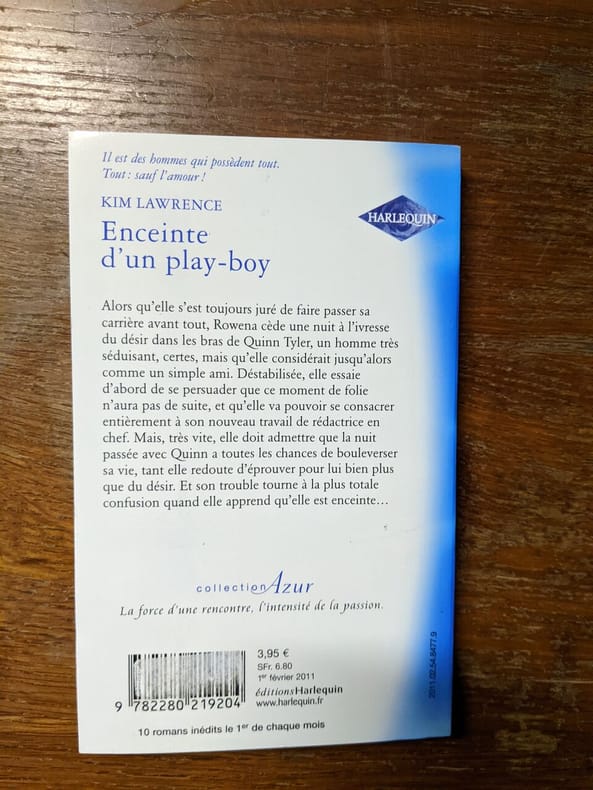 Il est des hommes qui possèdent tout.
Tout : sauf l'amour !
KIM LAWRENCE
HARLEQUIN
Enceinte
d'un play-boy
Alors qu'elle s'est toujours juré de faire passer sa
carrière avant tout, Rowena cède une nuit à l'ivresse
du désir dans les bras de Quinn Tyler, un homme très
séduisant, certes, mais qu'elle considérait jusqu'alors
comme un simple ami. Déstabilisée, elle essaie
d'abord de se persuader que ce moment de folie
n'aura pas de suite, et qu'elle va pouvoir se consacrer
entièrement à son nouveau travail de rédactrice en
chef. Mais, très vite, elle doit admettre que la nuit
passée avec Quinn a toutes les chances de bouleverser
sa vie, tant elle redoute d'éprouver pour lui bien plus
que du désir. Et son trouble tourne à la plus totale
confusion quand elle apprend qu'elle est enceinte…
collection Azur
La force d'une rencontre, l'intensité de la passion.
3,95 €
SFr. 6.80
1er février 2011
éditions Harlequin
www.harlequin.fr
9 782280 219204
10 romans inédits le 1er de chaque mois
2011.02.54.8477.9